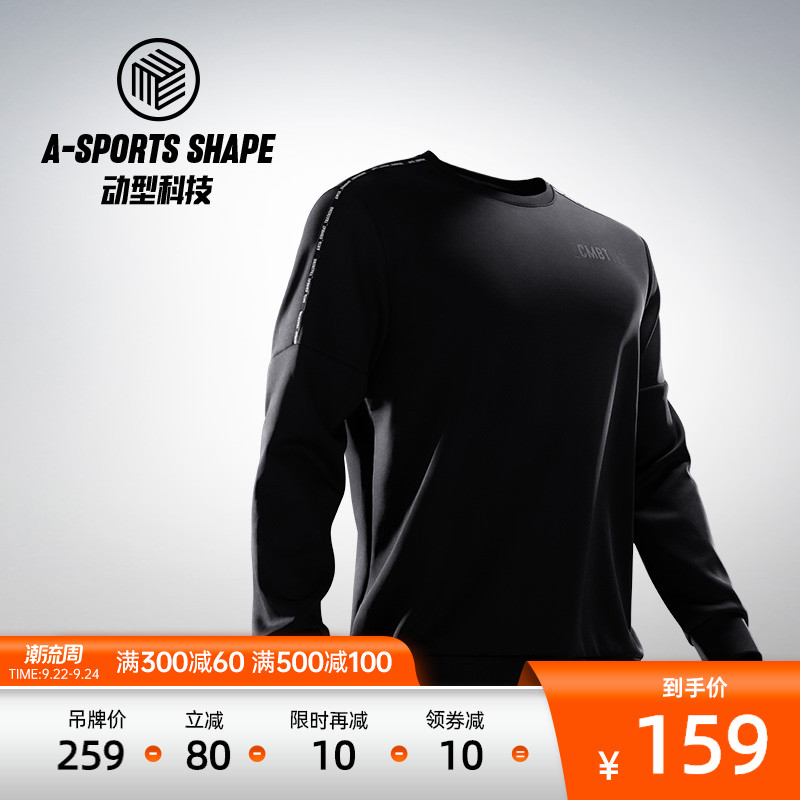 A-SPORTS SHAPE
动型科技
CMBT
潮流周
TIME:9.22-9.24
满300减60 满500减100
吊牌价 立减 限时再减 领券减
259 - 80 - 10 - 10 =
到手价
¥159